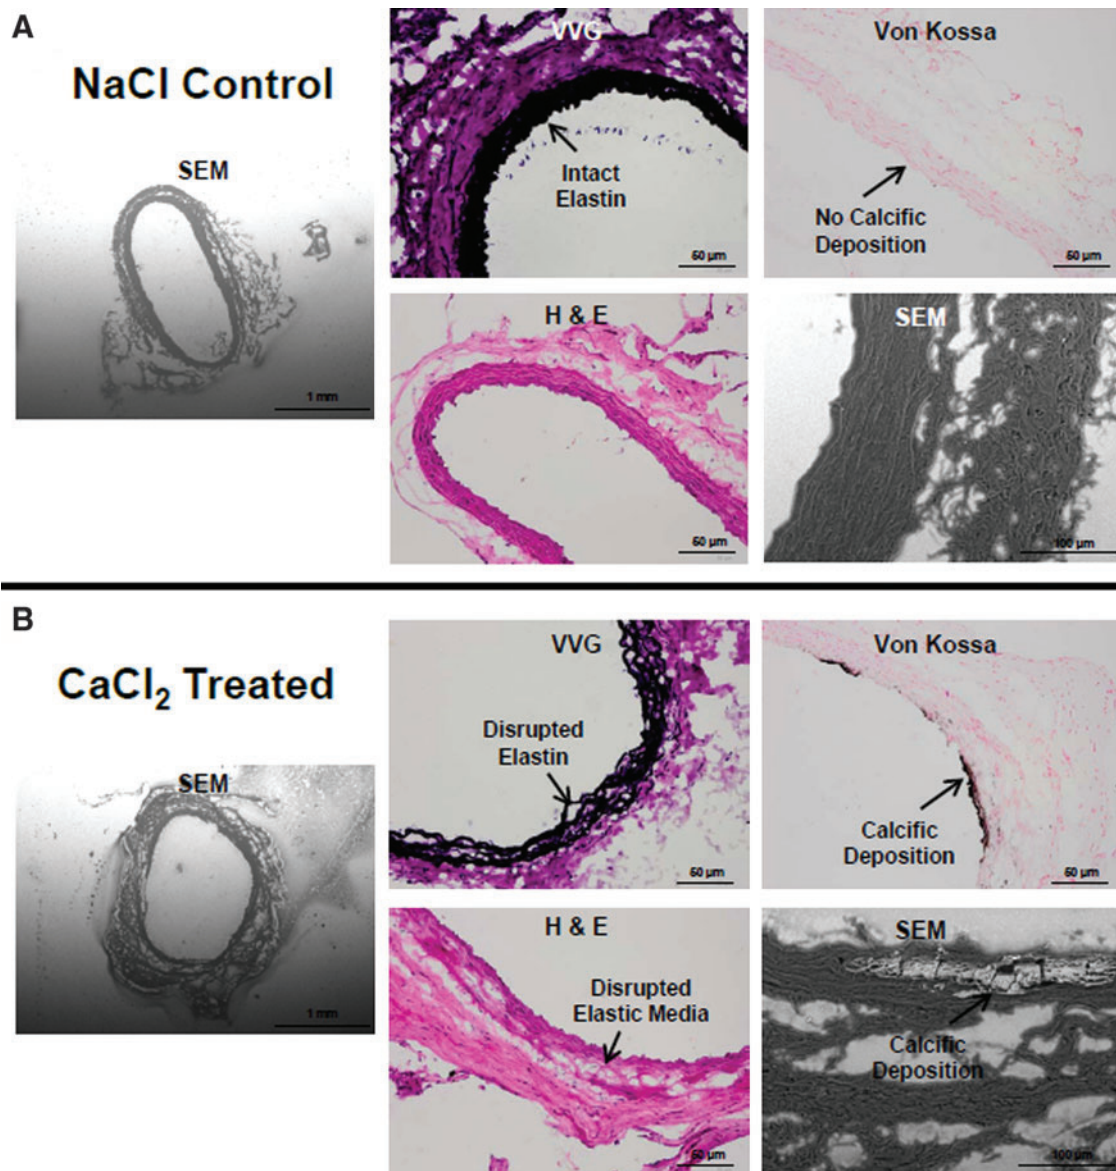 A
NaCl Control
SEM
1 mm
VVG
Intact
Elastin
50 µm
Von Kossa
No Calcific
Deposition
50 µm
H & E
50 µm
SEM
100 µm
B
CaCl₂ Treated
SEM
1 mm
VVG
Disrupted
Elastin
50 µm
Von Kossa
Calcific
Deposition
50 µm
H & E
Disrupted
Elastic Media
50 µm
SEM
Calcific
Deposition
100 µm